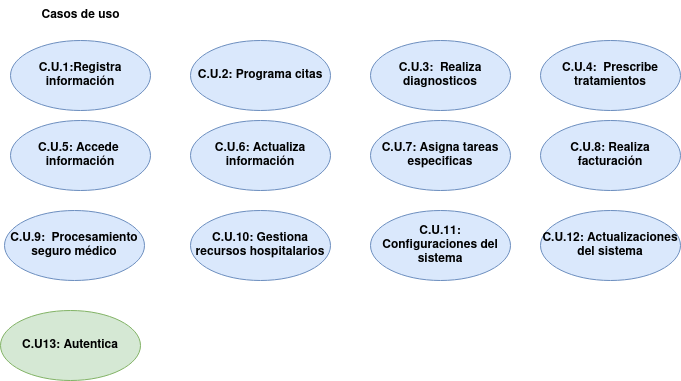 Casos de uso
C.U.1:Registra
información
C.U.2: Programa citas
C.U.3:  Realiza
diagnosticos
C.U.4:  Prescribe
tratamientos
C.U.5: Accede
información
C.U.6: Actualiza
información
C.U.7: Asigna tareas
especificas
C.U.8: Realiza
facturación
C.U.9:  Procesamiento
seguro médico
C.U.10: Gestiona
recursos hospitalarios
C.U.11:
Configuraciones del
sistema
C.U.12: Actualizaciones
del sistema
C.U13: Autentica